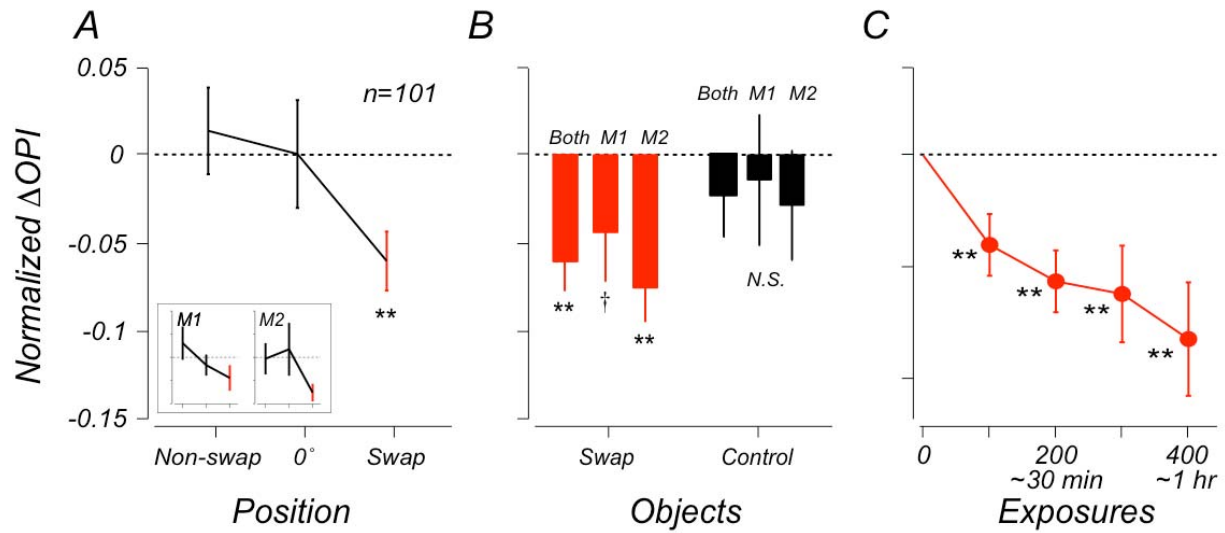 A
B
C
Normalized ΔOPI
0.05
0
-0.05
-0.1
-0.15
n=101
**
M1
M2
Non-swap 0° Swap
Position
Both M1 M2
Both M1 M2
** † **
N.S.
Swap Control
Objects
**
**
**
**
0 200 400
~30 min ~1 hr
Exposures